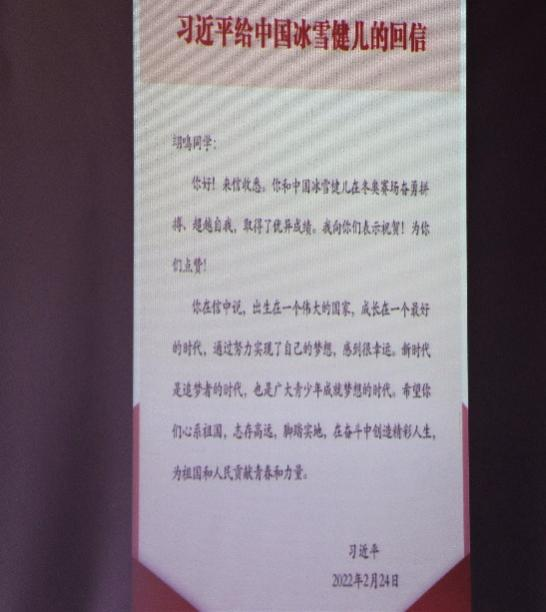 习近平给中国冰雪健儿的回信
翊鸣同学：
你好！来信收悉。你和中国冰雪健儿在冬奥赛场奋勇拼
搏、超越自我，取得了优异成绩。我向你们表示祝贺！为你
们点赞！
你在信中说，出生在一个伟大的国家，成长在一个最好
的时代，通过努力实现了自己的梦想，感到很幸运。新时代
是追梦者的时代，也是广大青少年成就梦想的时代。希望你
们心系祖国，志存高远，脚踏实地，在奋斗中创造精彩人生，
为祖国和人民贡献青春和力量。
习近平
2022年2月24日